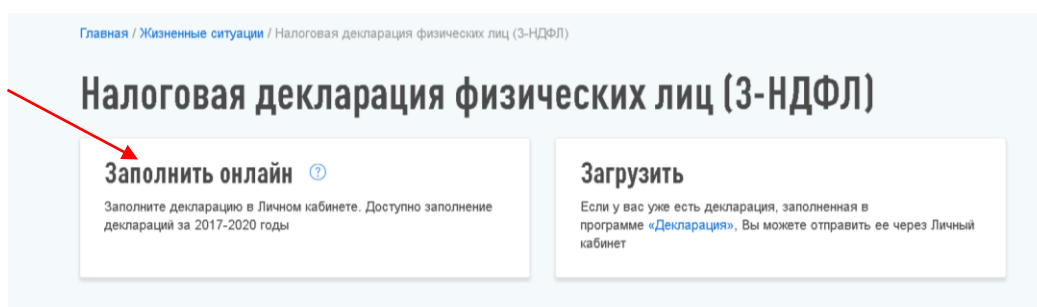 Главная / Жизненные ситуации / Налоговая декларация физических лиц (3-НДФЛ)
Налоговая декларация физических лиц (3-НДФЛ)
Заполнить онлайн ?
Заполните декларацию в Личном кабинете. Доступно заполнение
деклараций за 2017-2020 годы
Загрузить
Если у вас уже есть декларация, заполненная в
программе «Декларация», Вы можете отправить ее через Личный
кабинет